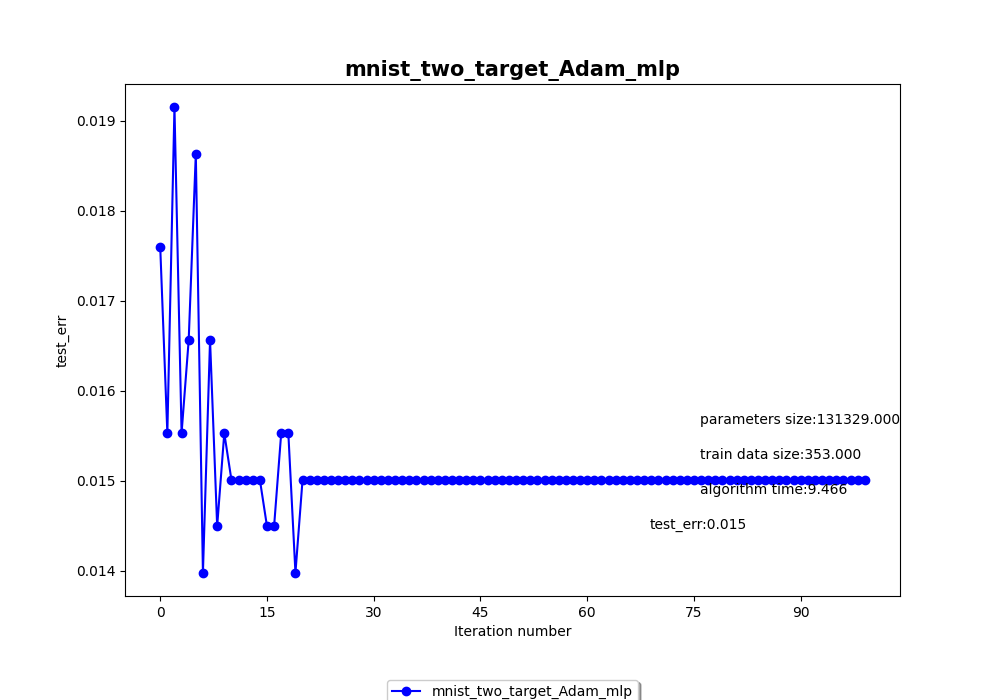 mnist_two_target_Adam_mlp
0.019
0.018
0.017
0.016
0.015
0.014
test_err
parameters size:131329.000
train data size:353.000
algorithm time:9.466
test_err:0.015
0 15 30 45 60 75 90
Iteration number
mnist_two_target_Adam_mlp